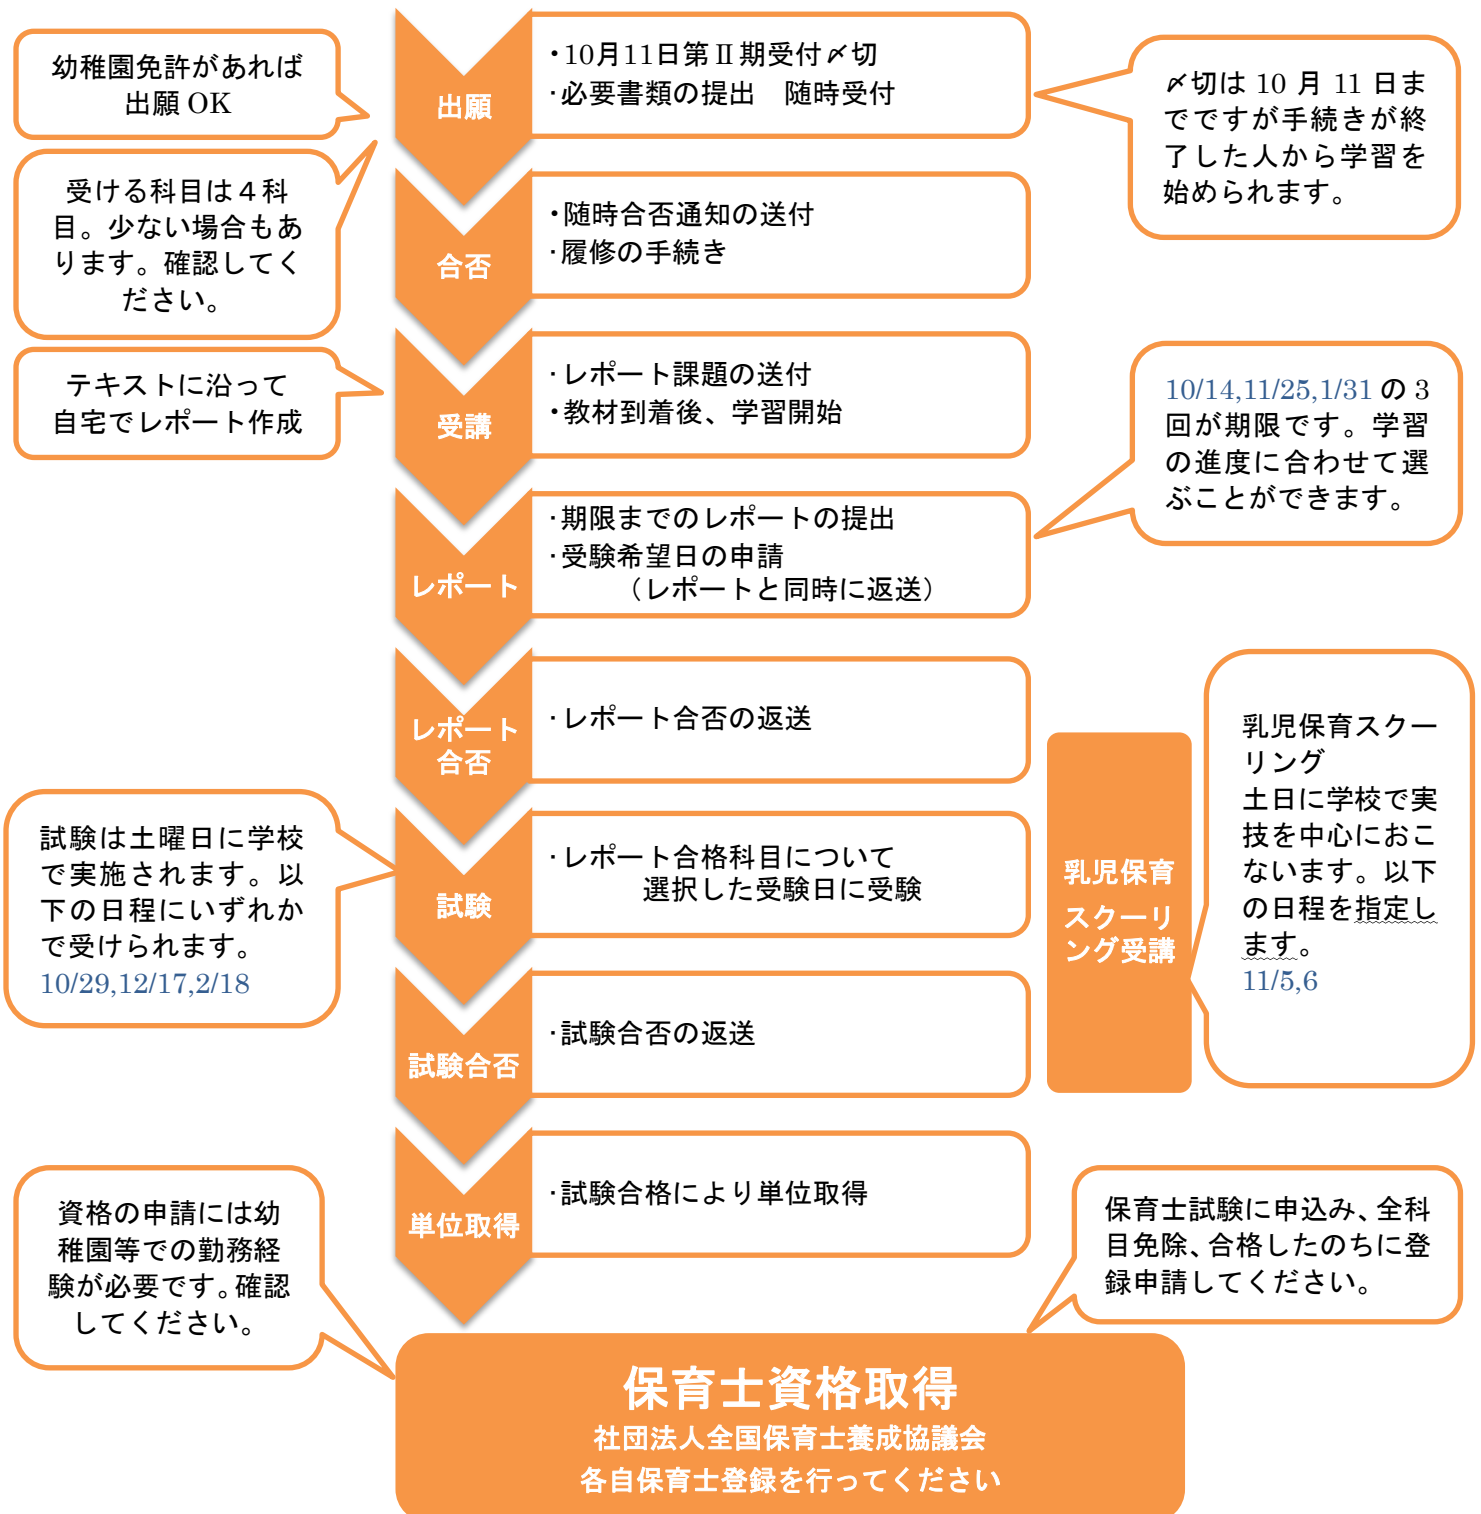 幼稚園免許があれば
出願 OK
出願
・10月11日第Ⅱ期受付〆切
・必要書類の提出　随時受付
〆切は 10 月 11 日ま
でですが手続きが終
了した人から学習を
始められます。
受ける科目は４科
目。少ない場合もあ
ります。確認してく
ださい。
合否
・随時合否通知の送付
・履修の手続き
テキストに沿って
自宅でレポート作成
受講
・レポート課題の送付
・教材到着後、学習開始
10/14,11/25,1/31 の 3
回が期限です。学習
の進度に合わせて選
ぶことができます。
レポート
・期限までのレポートの提出
・受験希望日の申請
（レポートと同時に返送）
レポート
合否
・レポート合否の返送
乳児保育
スクーリ
ング受講
乳児保育スクー
リング
土日に学校で実
技を中心におこ
ないます。以下
の日程を指定し
ます。
11/5,6
試験は土曜日に学校
で実施されます。以
下の日程にいずれか
で受けられます。
10/29,12/17,2/18
試験
・レポート合格科目について
選択した受験日に受験
試験合否
・試験合否の返送
単位取得
・試験合格により単位取得
資格の申請には幼
稚園等での勤務経
験が必要です。確認
してください。
保育士試験に申込み、全科
目免除、合格したのちに登
録申請してください。
保育士資格取得
社団法人全国保育士養成協議会
各自保育士登録を行ってください